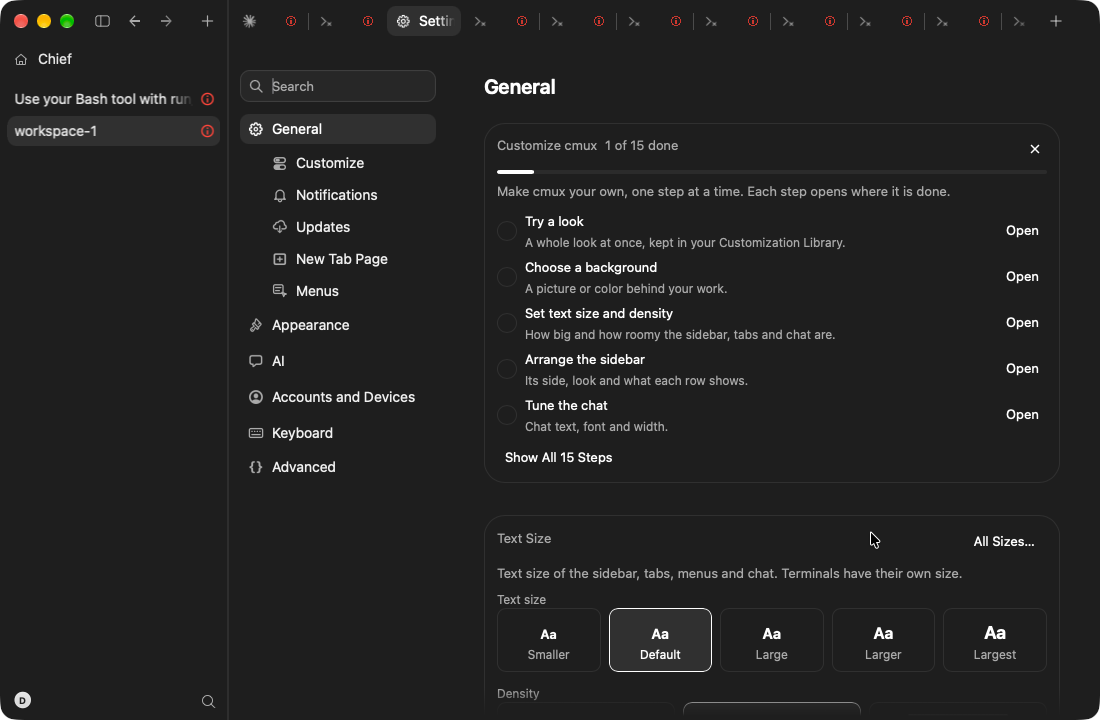 Settin
Chief
Use your Bash tool with run
workspace-1
D
Search
General
Customize
Notifications
Updates
New Tab Page
Menus
Appearance
AI
Accounts and Devices
Keyboard
Advanced
General
Customize cmux 1 of 15 done
Make cmux your own, one step at a time. Each step opens where it is done.
Try a look
A whole look at once, kept in your Customization Library.
Open
Choose a background
A picture or color behind your work.
Open
Set text size and density
How big and how roomy the sidebar, tabs and chat are.
Open
Arrange the sidebar
Its side, look and what each row shows.
Open
Tune the chat
Chat text, font and width.
Open
Show All 15 Steps
Text Size
All Sizes...
Text size of the sidebar, tabs, menus and chat. Terminals have their own size.
Text size
Aa Aa Aa Aa Aa
Smaller Default Large Larger Largest
Density